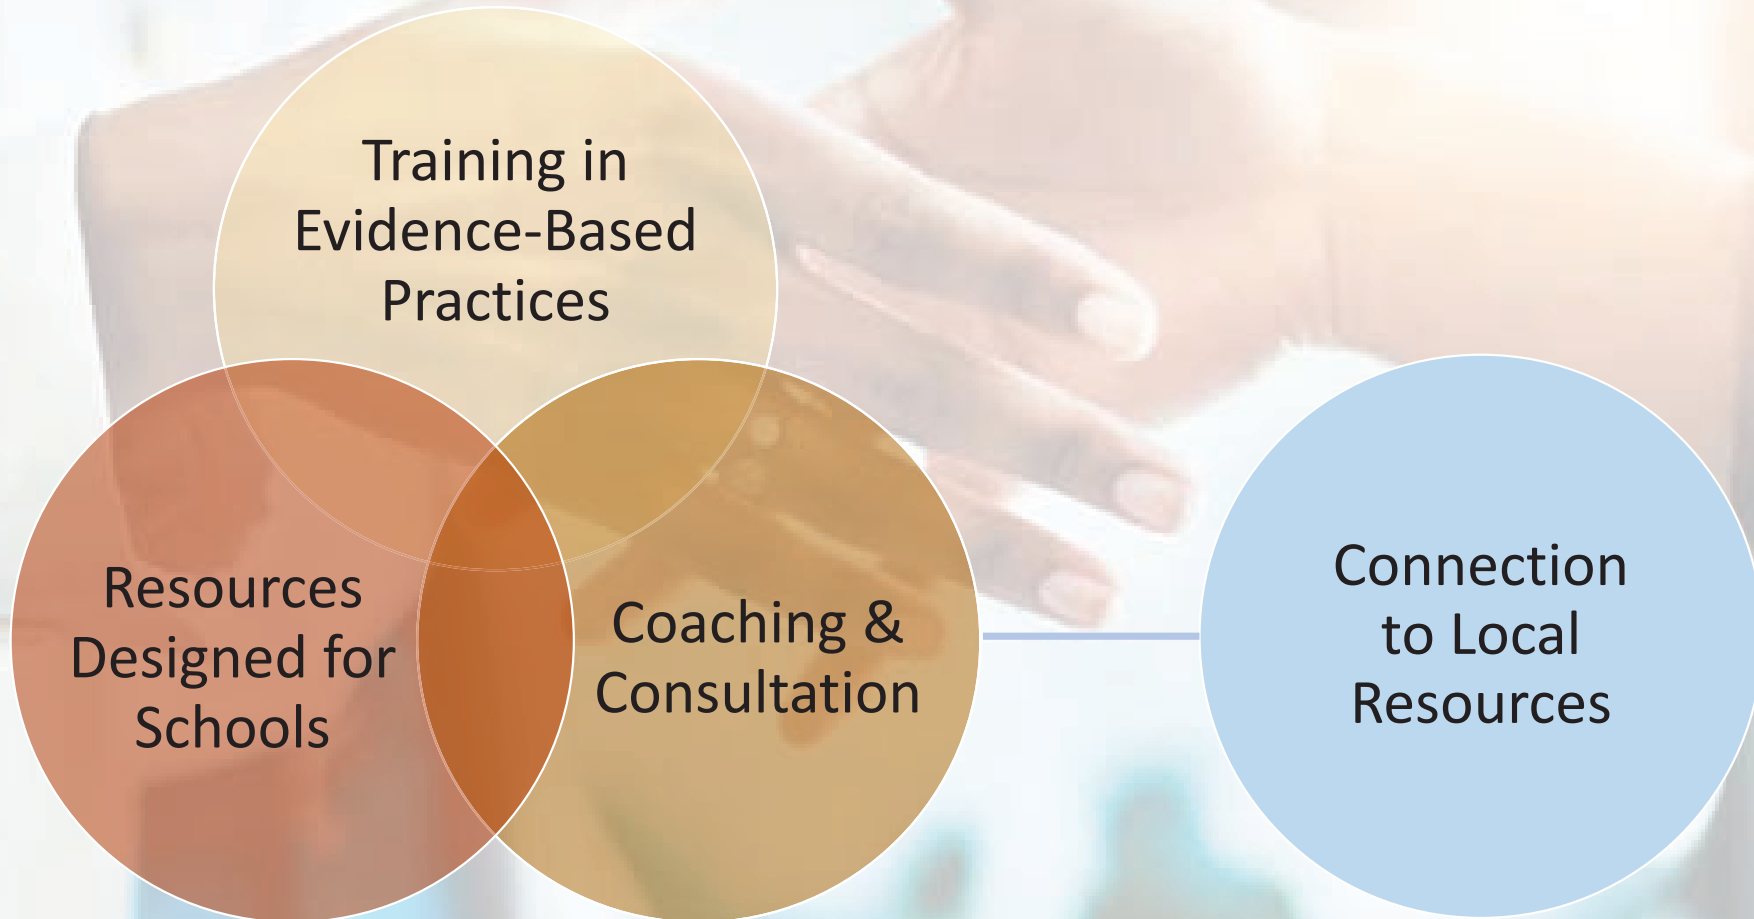 Training in
Evidence-Based
Practices
Resources
Designed for
Schools
Coaching &
Consultation
Connection
to Local
Resources